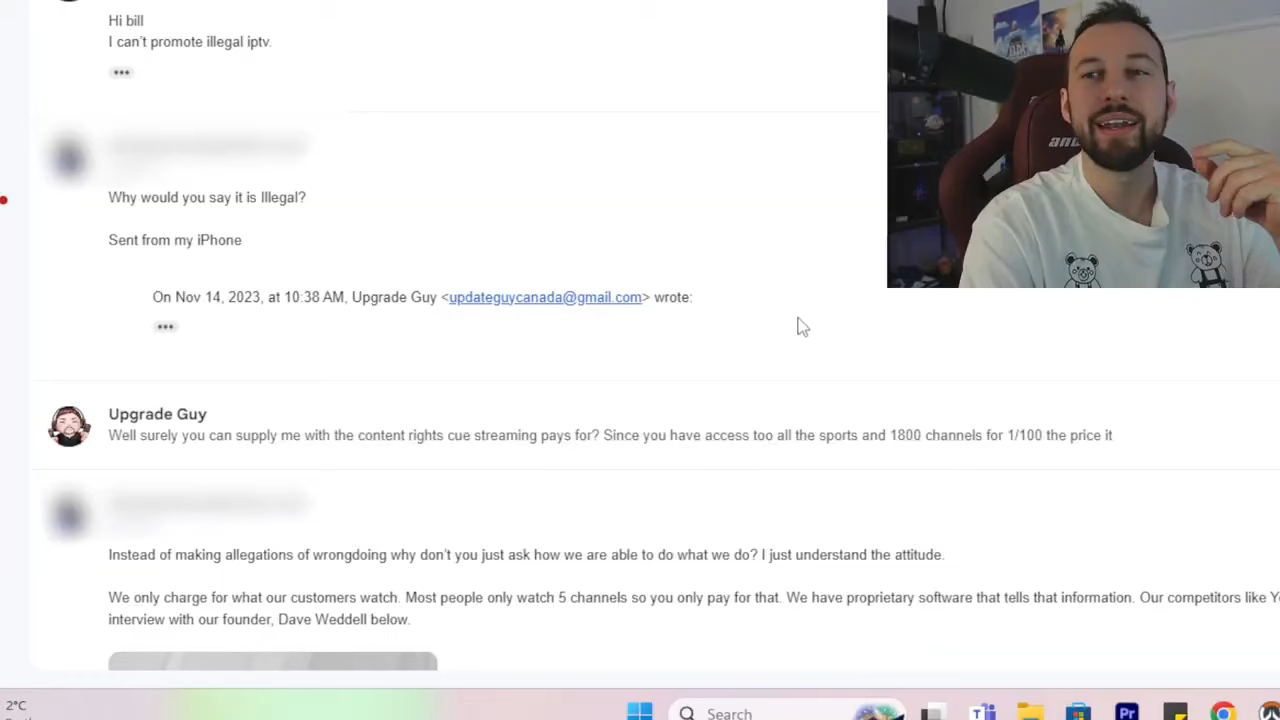 Hi bill
I can't promote illegal iptv.
Why would you say it is Illegal?
Sent from my iPhone
On Nov 14, 2023, at 10:38 AM, Upgrade Guy <updateguycanada@gmail.com> wrote:
Upgrade Guy
Well surely you can supply me with the content rights cue streaming pays for? Since you have access too all the sports and 1800 channels for 1/100 the price it
Instead of making allegations of wrongdoing why don't you just ask how we are able to do what we do? I just understand the attitude.
We only charge for what our customers watch. Most people only watch 5 channels so you only pay for that. We have proprietary software that tells that information. Our competitors like
interview with our founder, Dave Weddell below.
2°C
Search
Pr